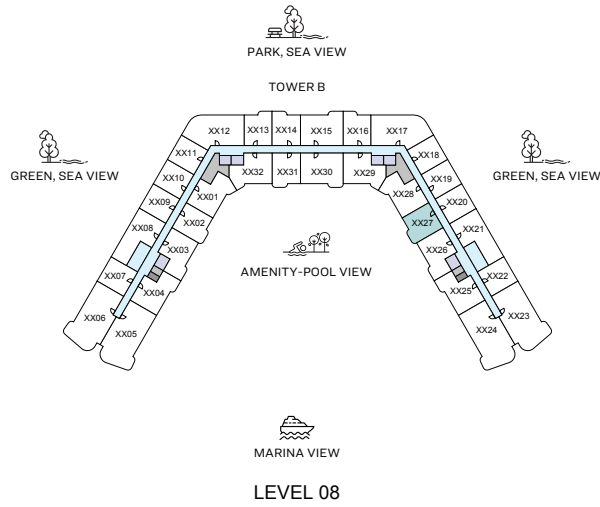 PARK, SEA VIEW
TOWER B
GREEN, SEA VIEW
GREEN, SEA VIEW
XX12
XX13
XX14
XX15
XX16
XX17
XX11
XX18
XX10
XX01
XX32
XX31
XX30
XX29
XX28
XX19
XX09
XX02
XX27
XX20
XX08
XX03
XX26
XX21
XX07
XX04
XX25
XX22
XX06
XX05
XX24
XX23
AMENITY-POOL VIEW
MARINA VIEW
LEVEL 08